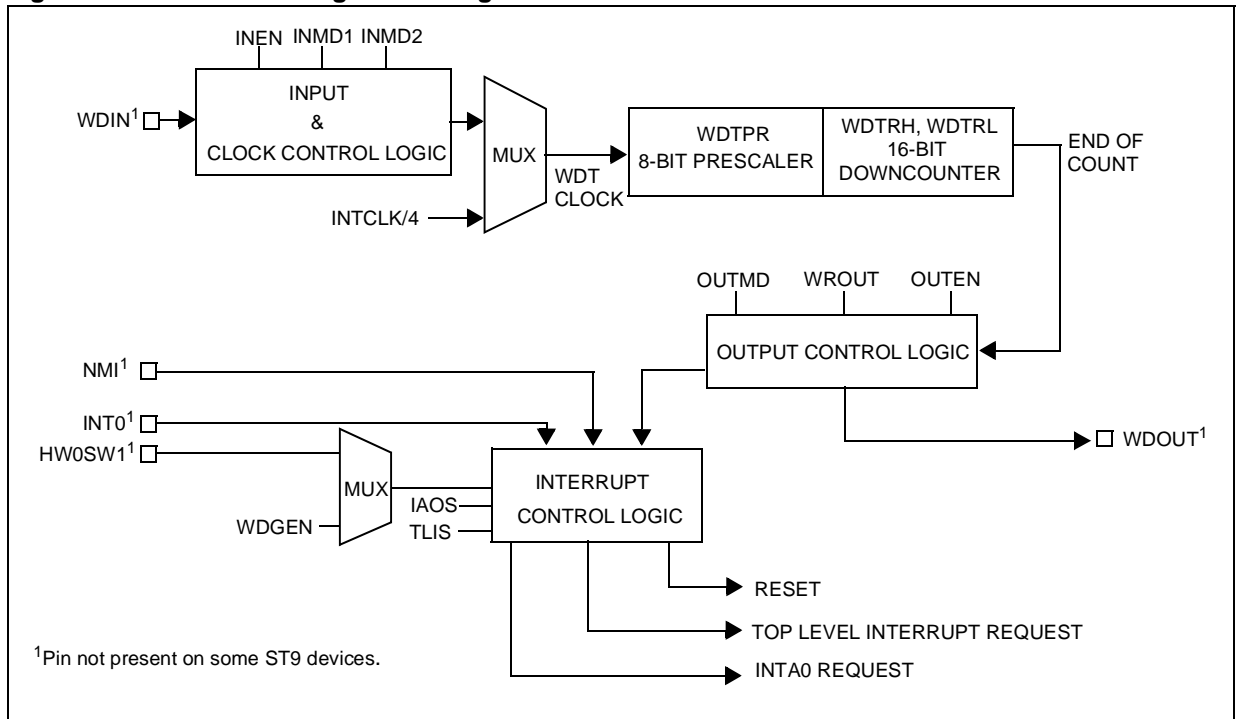 INEN INMD1 INMD2
INPUT
&
CLOCK CONTROL LOGIC
WDIN1
MUX
INTCLK/4
WDT
CLOCK
WDTPR
8-BIT PRESCALER
WDTRH, WDTRL
16-BIT
DOWNCOUNTER
END OF
COUNT
OUTMD WROUT OUTEN
OUTPUT CONTROL LOGIC
NMI1
INT01
HW0SW11
MUX
WDGEN
IAOS
TLIS
INTERRUPT
CONTROL LOGIC
WDOUT1
RESET
TOP LEVEL INTERRUPT REQUEST
INTA0 REQUEST
1Pin not present on some ST9 devices.